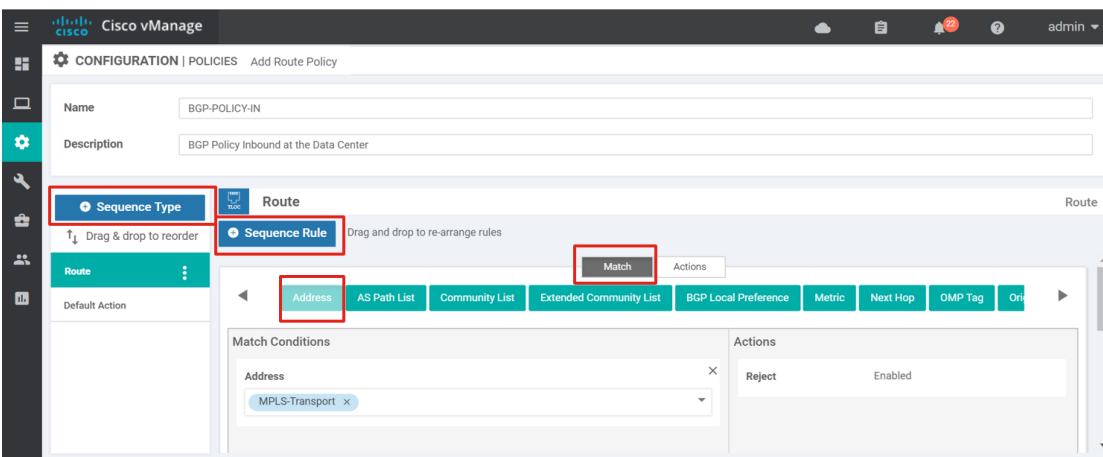 cisco Cisco vManage 22 admin
CONFIGURATION | POLICIES Add Route Policy
Name BGP-POLICY-IN
Description BGP Policy Inbound at the Data Center
Sequence Type
TLOC Route Route
Drag & drop to reorder
Sequence Rule Drag and drop to re-arrange rules
Route
Match Actions
Default Action
Address AS Path List Community List Extended Community List BGP Local Preference Metric Next Hop OMP Tag Ori
Match Conditions Actions
Address
Reject Enabled
MPLS-Transport